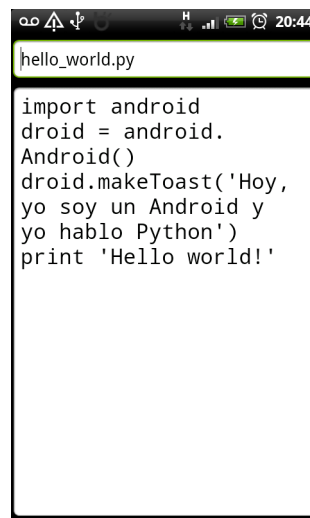 H
20:44
hello_world.py
import android
droid = android.
Android()
droid.makeToast('Hoy,
yo soy un Android y
yo hablo Python')
print 'Hello world!'